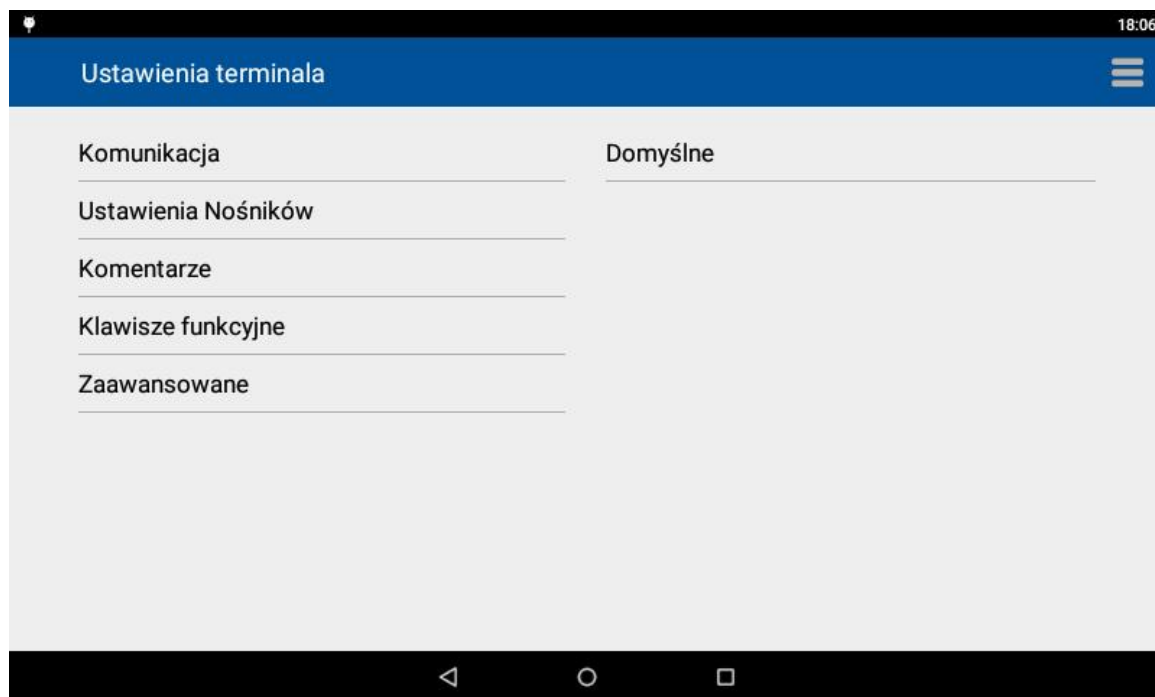 18:06
Ustawienia terminala
Komunikacja
Ustawienia Nośników
Komentarze
Klawisze funkcyjne
Zaawansowane
Domyślne